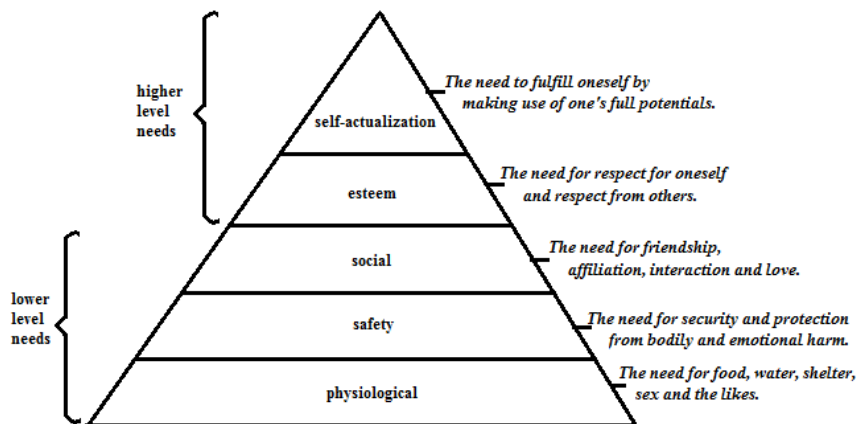 higher
level
needs
The need to fulfill oneself by
making use of one's full potentials.
self-actualization
The need for respect for oneself
and respect from others.
esteem
The need for friendship,
affiliation, interaction and love.
social
lower
level
needs
The need for security and protection
from bodily and emotional harm.
safety
The need for food, water, shelter,
sex and the likes.
physiological